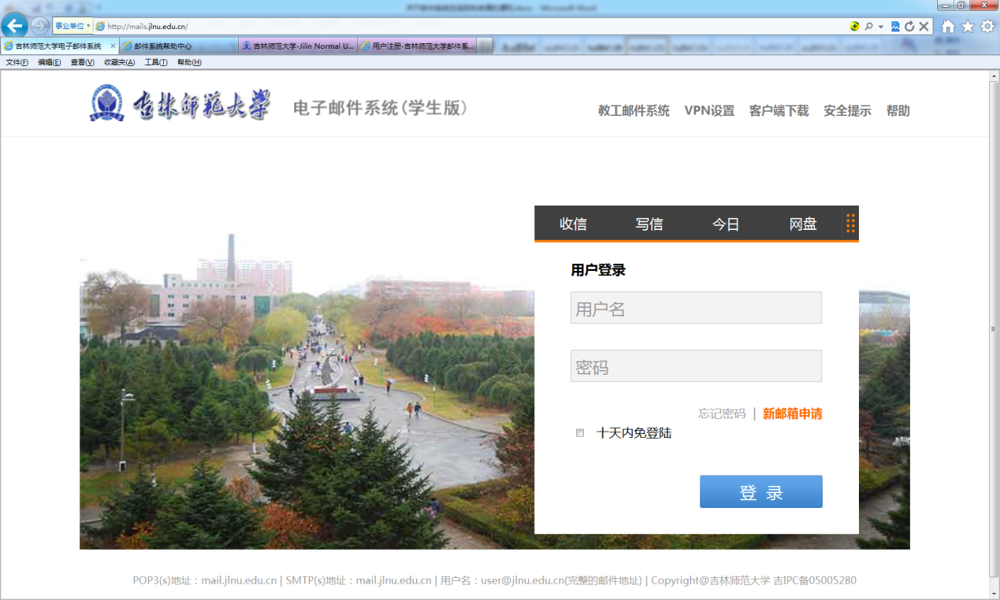 事业单位 http://mails.jlnu.edu.cn/
吉林师范大学电子邮件系统 邮件系统帮助中心 吉林师范大学-Jilin Normal U... 用户注册-吉林师范大学邮件系...
文件(F) 编辑(E) 查看(V) 收藏夹(A) 工具(T) 帮助(H)
吉林师范大学 电子邮件系统(学生版) 教工邮件系统 VPN设置 客户端下载 安全提示 帮助
收信 写信 今日 网盘
用户登录
用户名
密码
忘记密码 | 新邮箱申请
十天内免登陆
登 录
POP3(s)地址：mail.jlnu.edu.cn | SMTP(s)地址：mail.jlnu.edu.cn | 用户名：user@jlnu.edu.cn(完整的邮件地址) | Copyright@吉林师范大学 吉IPC备05005280